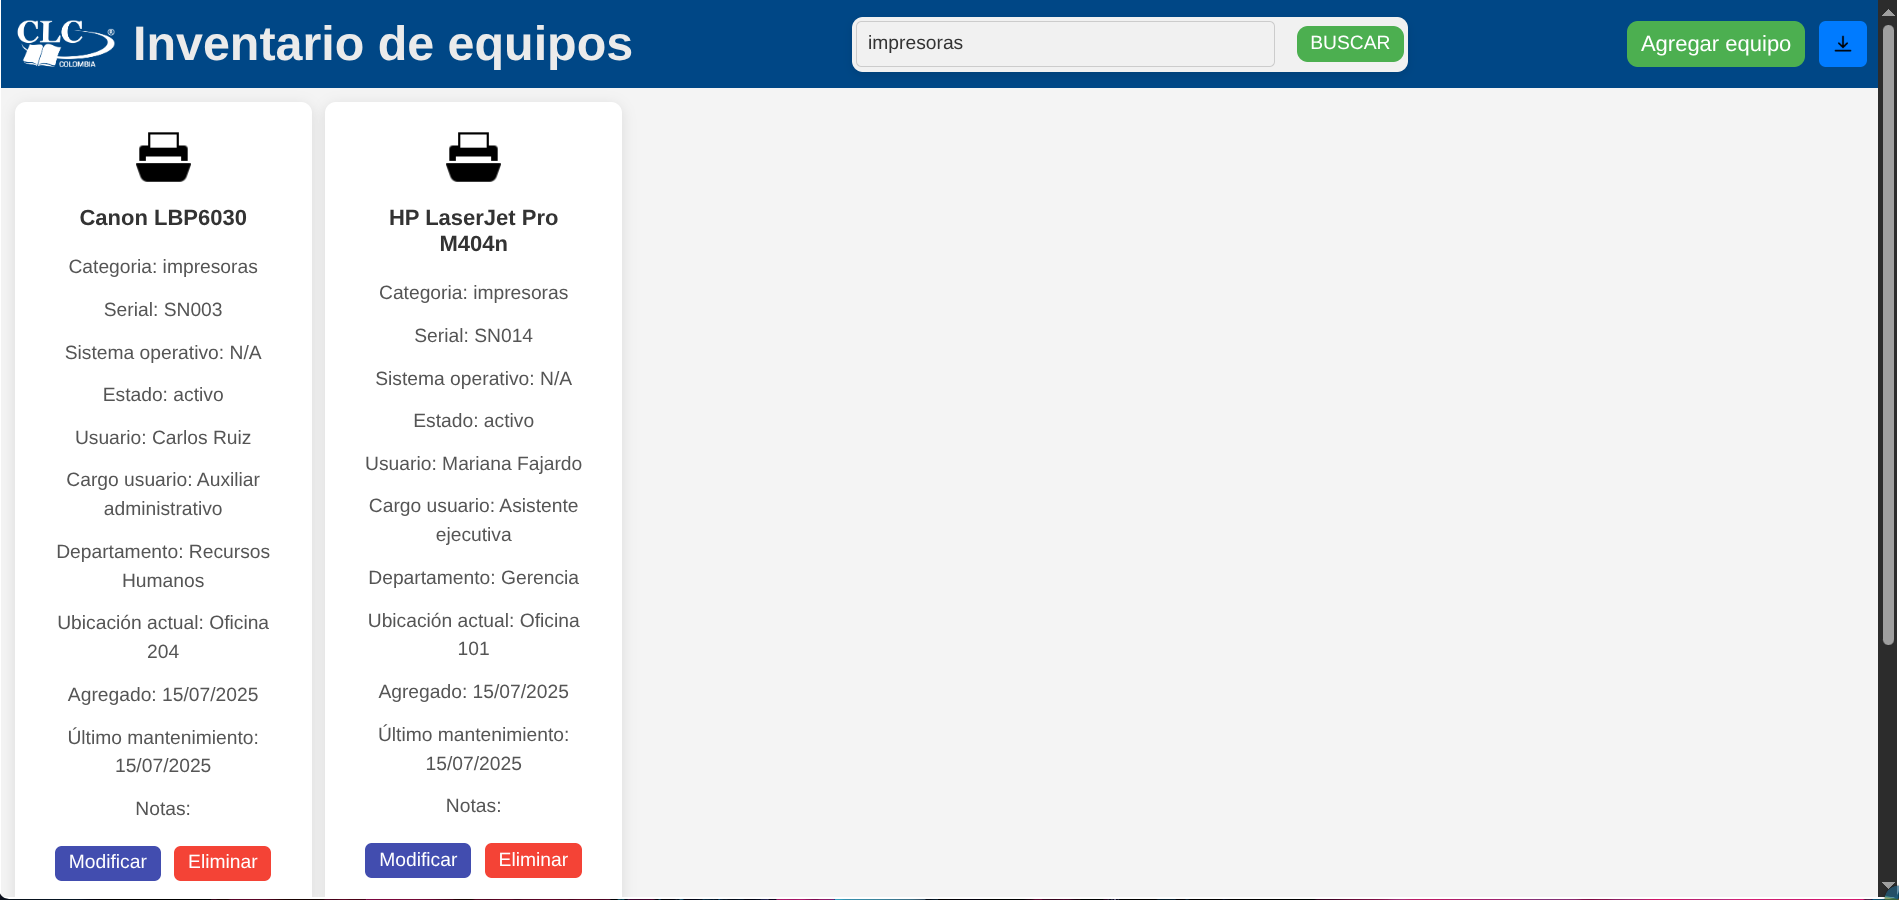 CLC®
COLOMBIA
Inventario de equipos
impresoras
BUSCAR
Agregar equipo
Canon LBP6030
Categoria: impresoras
Serial: SN003
Sistema operativo: N/A
Estado: activo
Usuario: Carlos Ruiz
Cargo usuario: Auxiliar
administrativo
Departamento: Recursos
Humanos
Ubicación actual: Oficina
204
Agregado: 15/07/2025
Último mantenimiento:
15/07/2025
Notas:
Modificar
Eliminar
HP LaserJet Pro
M404n
Categoria: impresoras
Serial: SN014
Sistema operativo: N/A
Estado: activo
Usuario: Mariana Fajardo
Cargo usuario: Asistente
ejecutiva
Departamento: Gerencia
Ubicación actual: Oficina
101
Agregado: 15/07/2025
Último mantenimiento:
15/07/2025
Notas:
Modificar
Eliminar